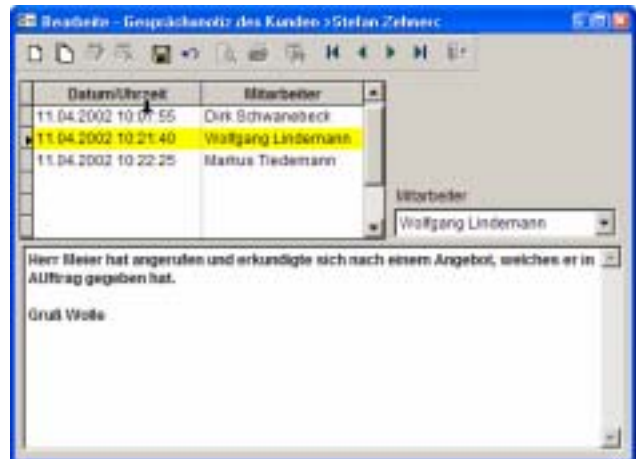 Bearbeite - Gesprächsnotiz des Kunden >Stefan
Datum/Uhrzeit Mitarbeiter
11.04.2002 10:01:55 Dirk Schwanebeck
11.04.2002 10:21:40 Wolfgang Lindemann
11.04.2002 10:22:25 Markus Tiedemann
Mitarbeiter
Wolfgang Lindemann
Herr Meier hat angerufen und erkundigte sich nach einem Angebot, welches er in
AUftrag gegeben hat.
Gruß Wolle